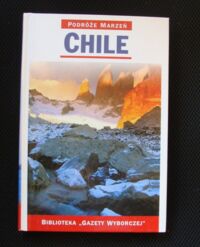 Podróże Marzeń
CHILE
Biblioteka „Gazety Wyborczej"